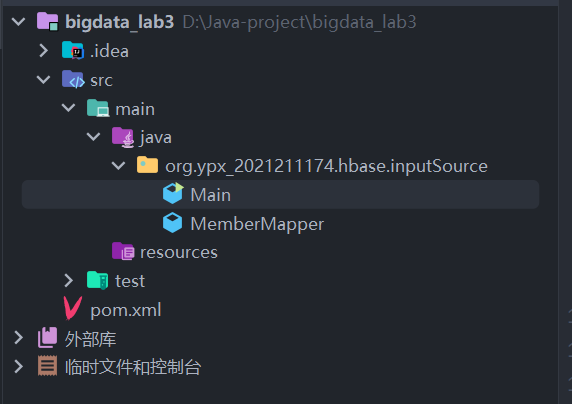 bigdata_lab3 D:\Java-project\bigdata_lab3
.idea
src
main
java
org.ypx_2021211174.hbase.inputSource
Main
MemberMapper
resources
test
pom.xml
外部库
临时文件和控制台